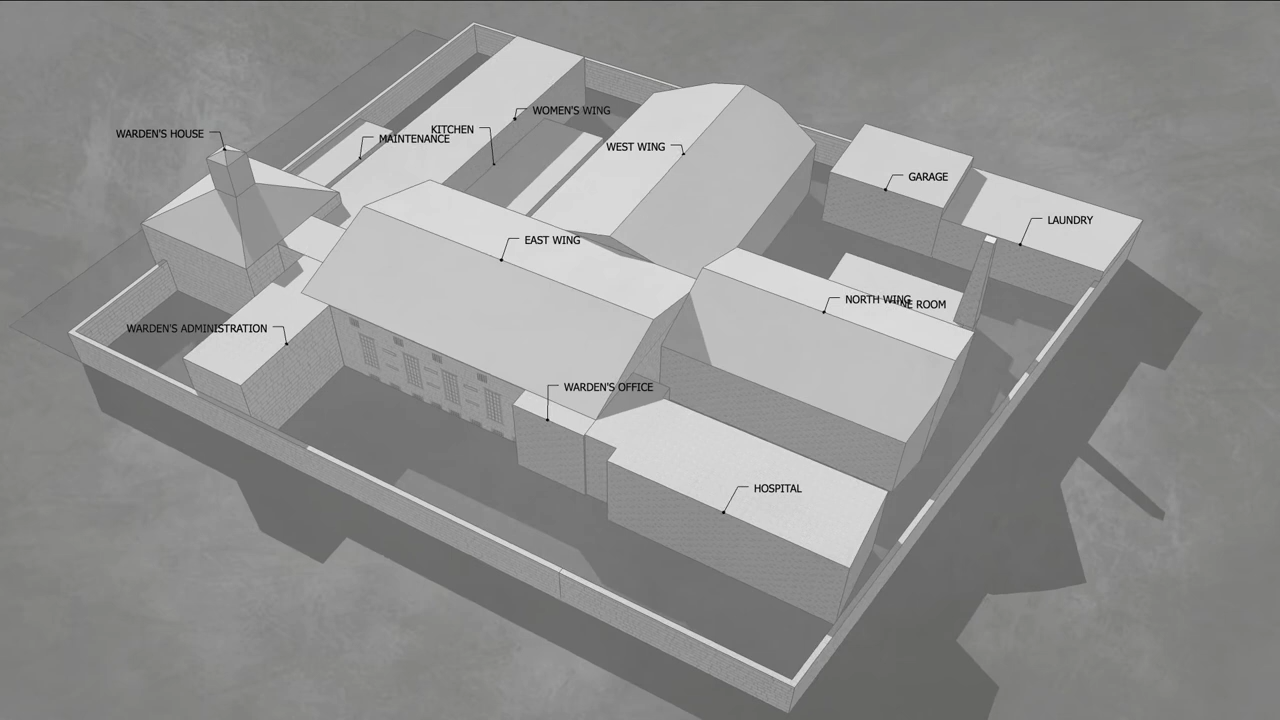 WOMEN'S WING
KITCHEN
WARDEN'S HOUSE
MAINTENANCE
WEST WING
GARAGE
LAUNDRY
EAST WING
NORTH WING
ROOM
WARDEN'S ADMINISTRATION
WARDEN'S OFFICE
HOSPITAL